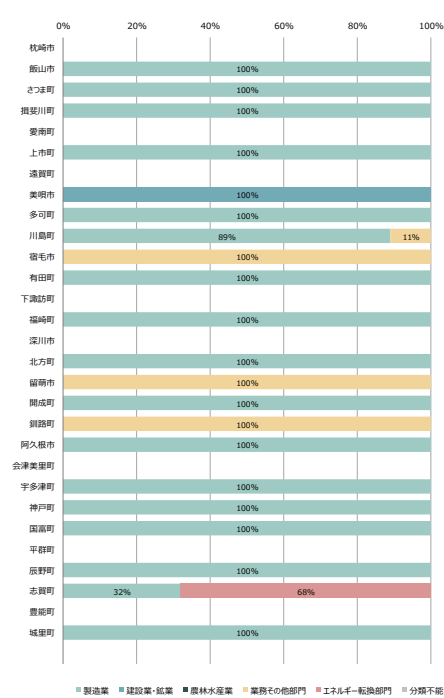 0% 20% 40% 60% 80% 100%
枕崎市
飯山市 100%
さつま町 100%
揖斐川町 100%
愛南町
上市町 100%
遠賀町
美唄市 100%
多可町 100%
川島町 89% 11%
宿毛市 100%
有田町 100%
下諏訪町
福崎町 100%
深川市
北方町 100%
留萌市 100%
開成町 100%
釧路町 100%
阿久根市 100%
会津美里町
宇多津町 100%
神戸町 100%
国富町 100%
平群町
辰野町 100%
志賀町 32% 68%
豊能町
城里町 100%
製造業 建設業・鉱業 農林水産業 業務その他部門 エネルギー転換部門 分類不能